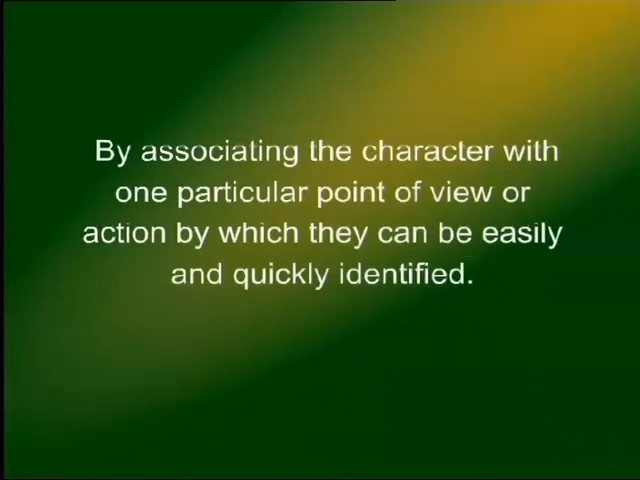 By associating the character with
one particular point of view or
action by which they can be easily
and quickly identified.